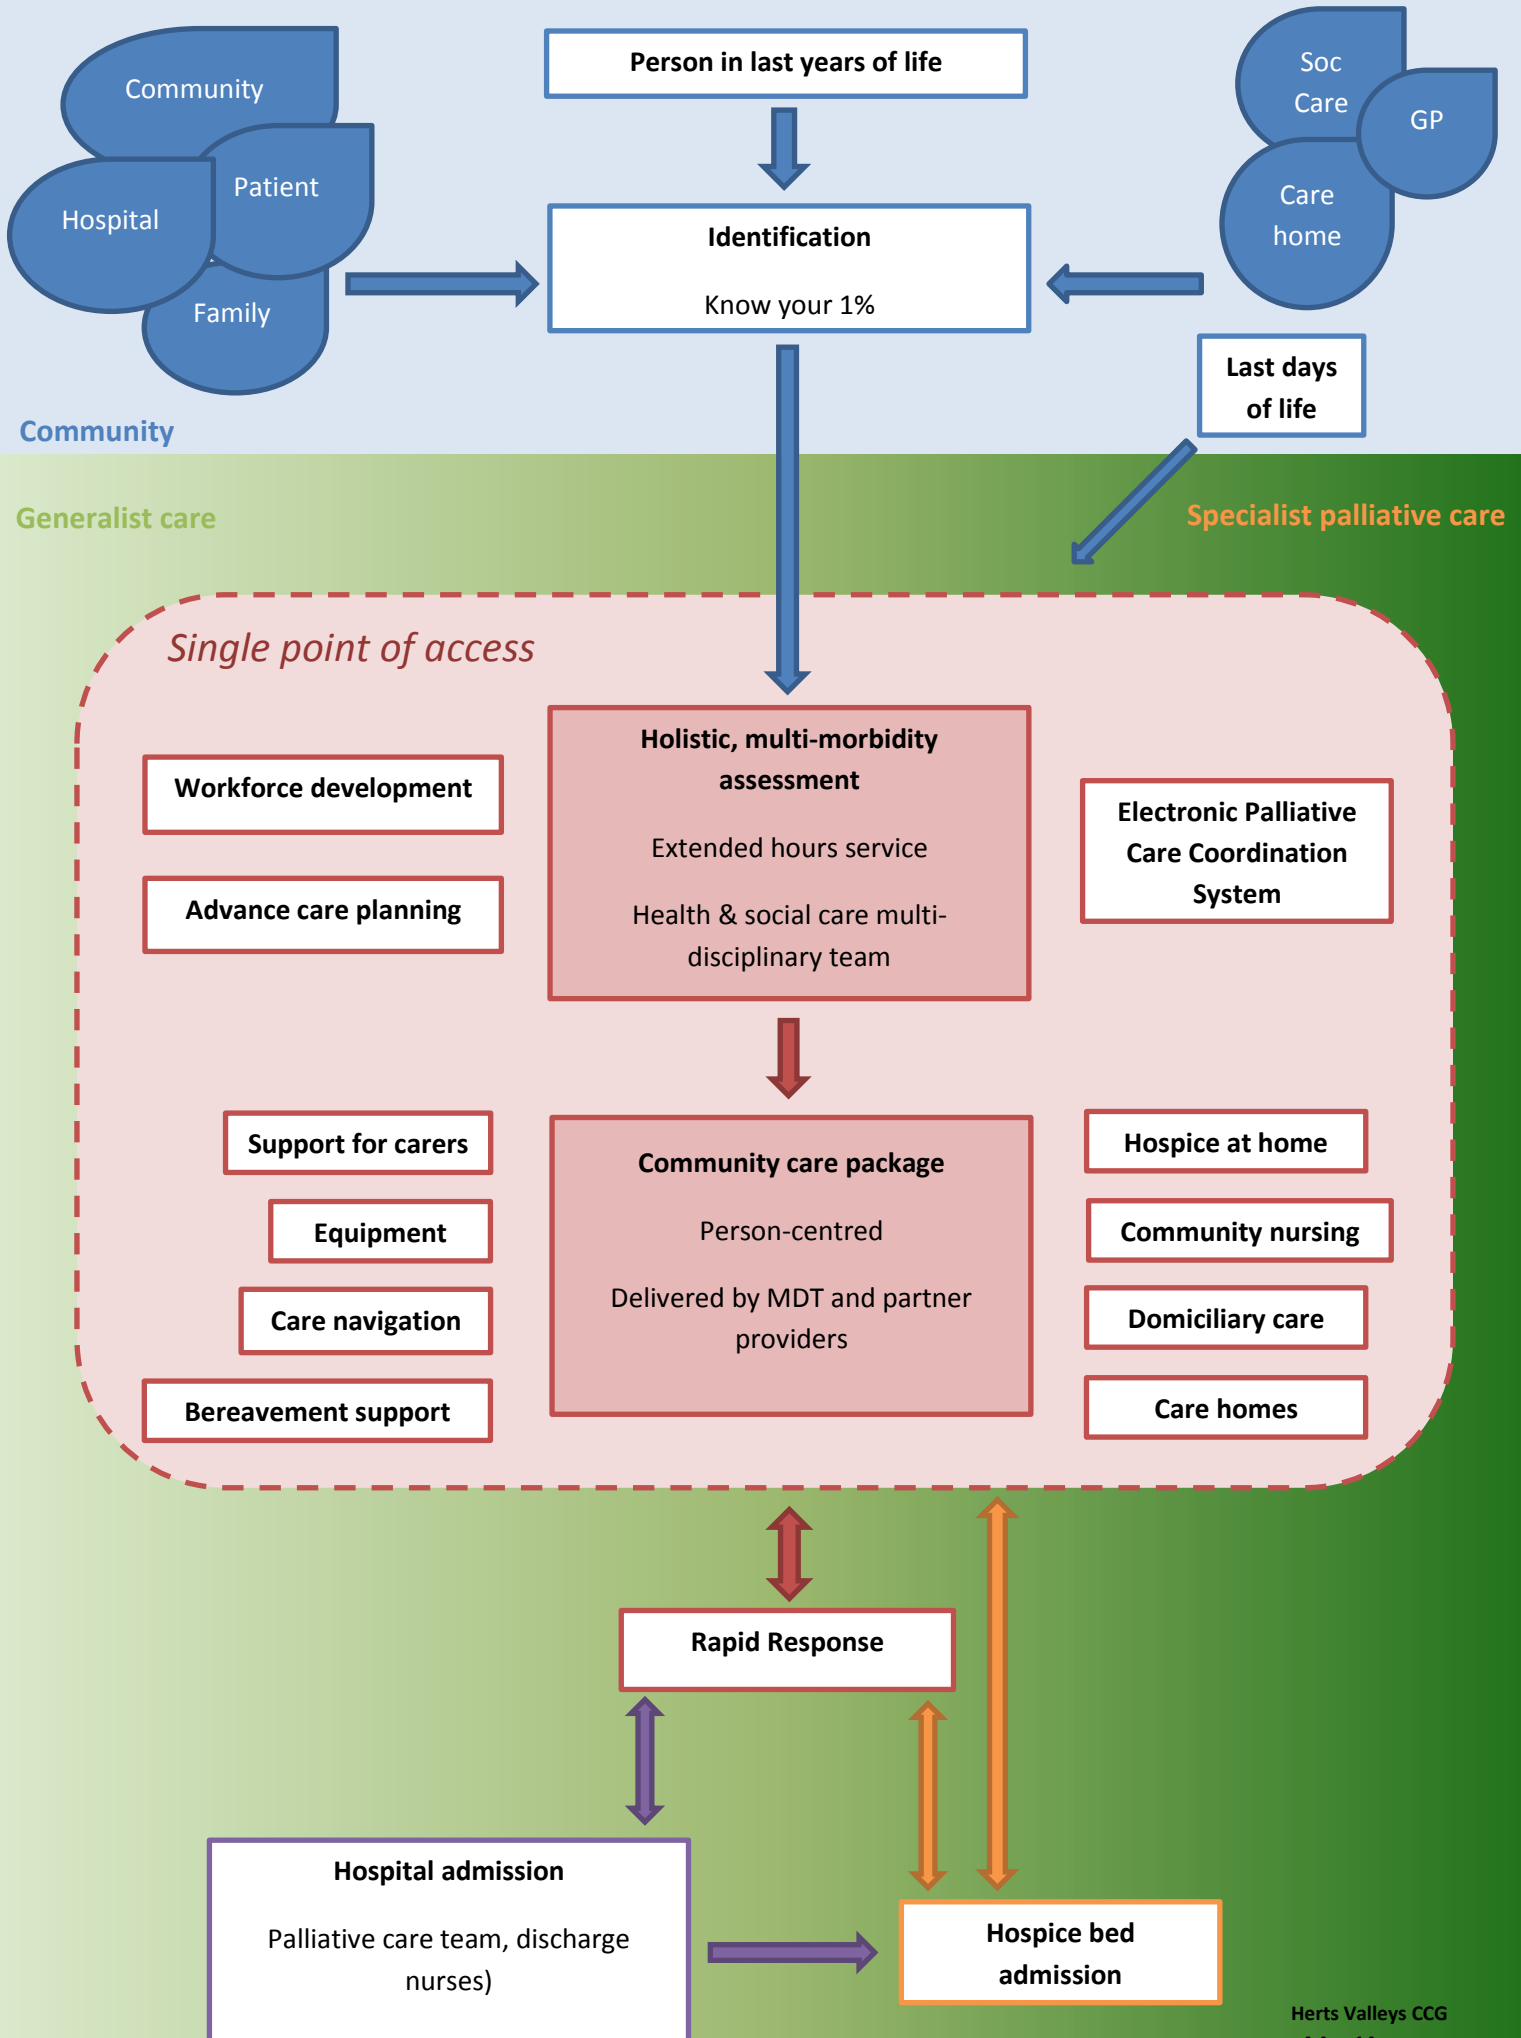 Community
Patient
Hospital
Family
Person in last years of life
Soc
Care
GP
Care
home
Identification
Know your 1%
Last days
of life
Community
Generalist care
Specialist palliative care
Single point of access
Workforce development
Advance care planning
Holistic, multi-morbidity
assessment
Extended hours service
Health & social care multi-
disciplinary team
Electronic Palliative
Care Coordination
System
Support for carers
Equipment
Care navigation
Bereavement support
Community care package
Person-centred
Delivered by MDT and partner
providers
Hospice at home
Community nursing
Domiciliary care
Care homes
Rapid Response
Hospital admission
Palliative care team, discharge
nurses)
Hospice bed
admission
Herts Valleys CCG